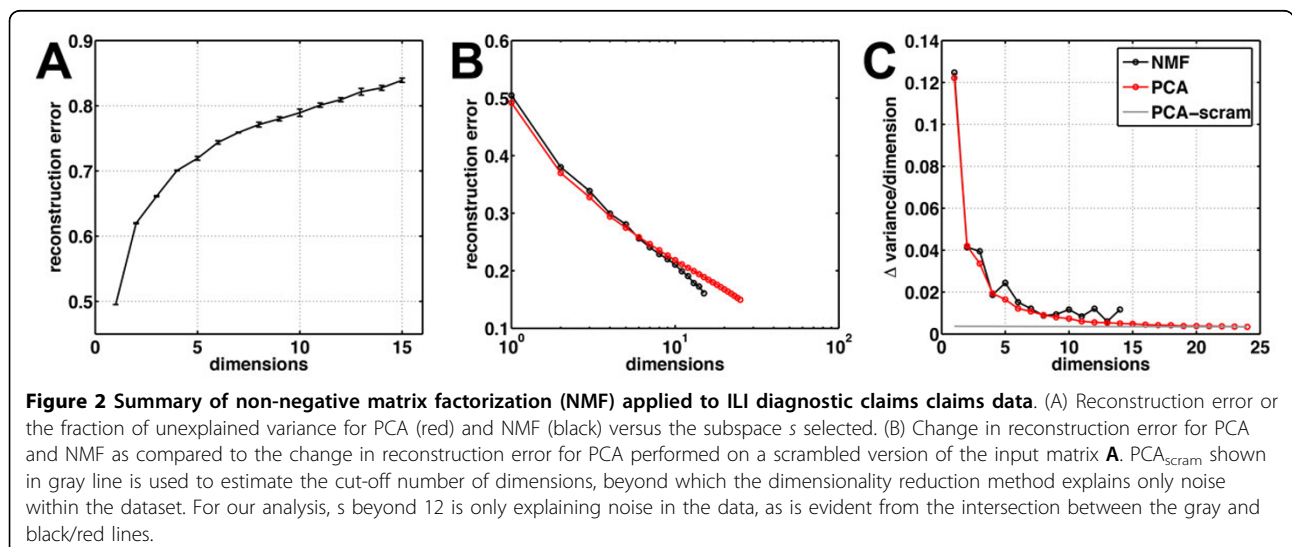 A
reconstruction error
0.9
0.8
0.7
0.6
0.5
0
5
10
15
dimensions
B
reconstruction error
0.5
0.4
0.3
0.2
0.1
10^0
10^1
10^2
dimensions
C
Δ variance/dimension
0.14
0.12
0.1
0.08
0.06
0.04
0.02
0
0
5
10
15
20
25
dimensions
NMF
PCA
PCA-scram
Figure 2 Summary of non-negative matrix factorization (NMF) applied to ILI diagnostic claims claims data. (A) Reconstruction error or
the fraction of unexplained variance for PCA (red) and NMF (black) versus the subspace s selected. (B) Change in reconstruction error for PCA
and NMF as compared to the change in reconstruction error for PCA performed on a scrambled version of the input matrix A. PCAscram shown
in gray line is used to estimate the cut-off number of dimensions, beyond which the dimensionality reduction method explains only noise
within the dataset. For our analysis, s beyond 12 is only explaining noise in the data, as is evident from the intersection between the gray and
black/red lines.